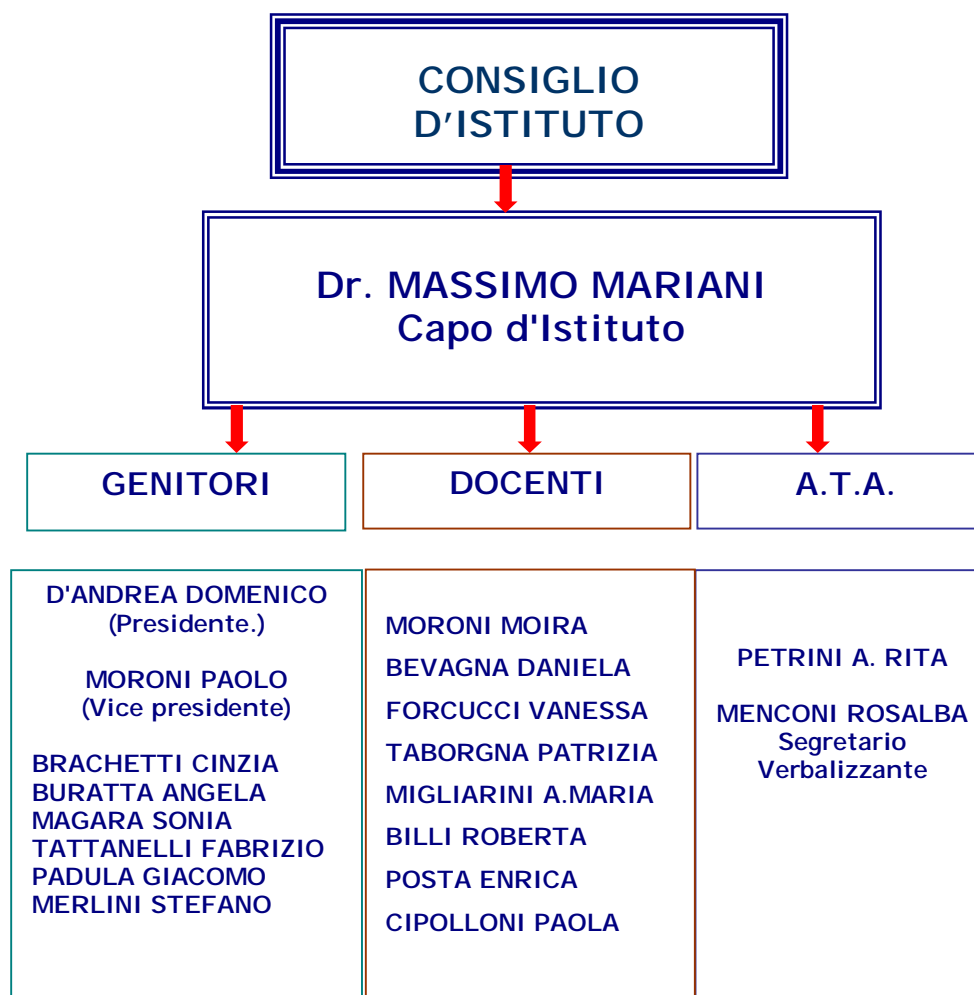 CONSIGLIO
D’ISTITUTO
Dr. MASSIMO MARIANI
Capo d'Istituto
GENITORI
DOCENTI
A.T.A.
D'ANDREA DOMENICO
(Presidente.)
MORONI PAOLO
(Vice presidente)
BRACHETTI CINZIA
BURATTA ANGELA
MAGARA SONIA
TATTANELLI FABRIZIO
PADULA GIACOMO
MERLINI STEFANO
MORONI MOIRA
BEVAGNA DANIELA
FORCUCCI VANESSA
TABORGNA PATRIZIA
MIGLIARINI A.MARIA
BILLI ROBERTA
POSTA ENRICA
CIPOLLONI PAOLA
PETRINI A. RITA
MENCONI ROSALBA
Segretario
Verbalizzante